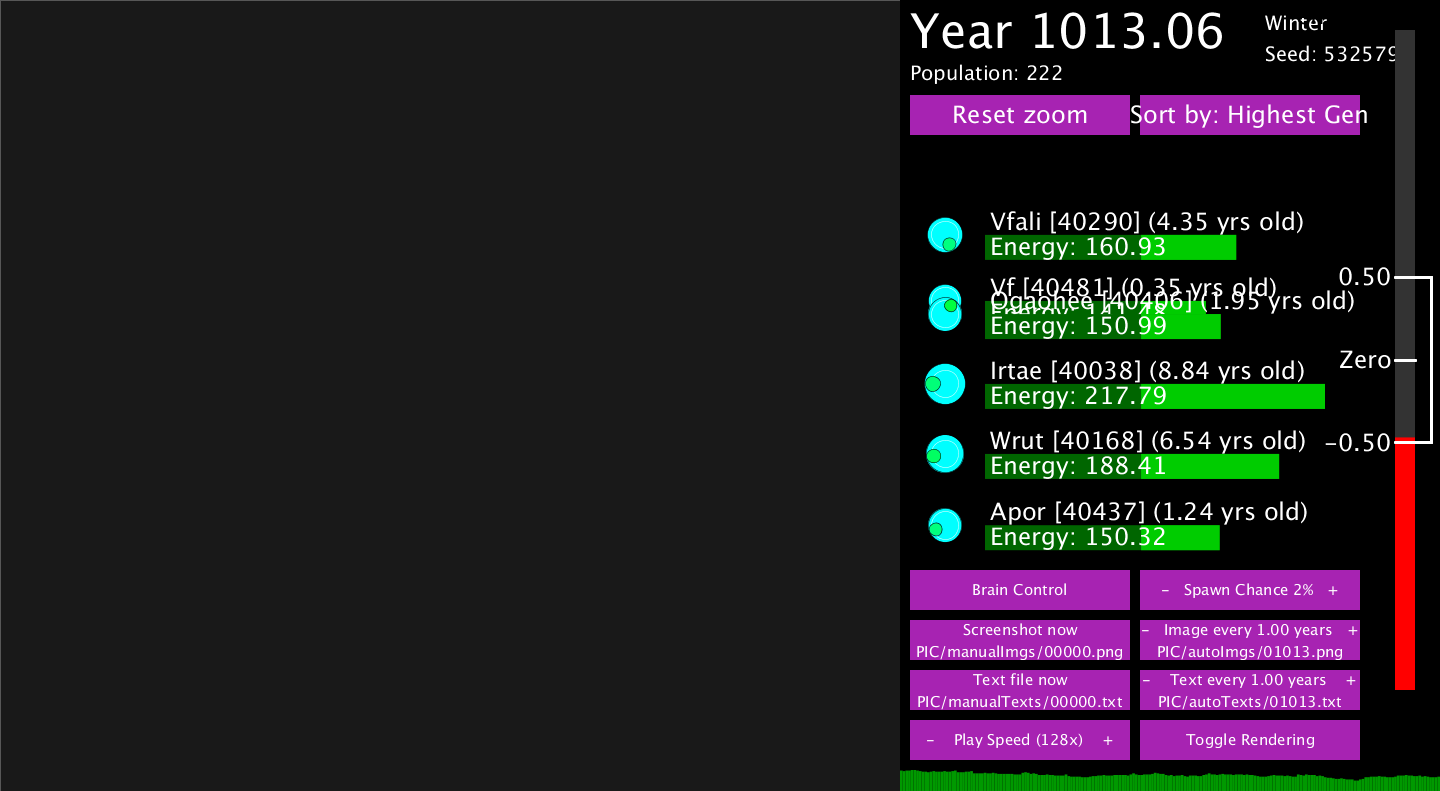 Year 1013.06
Winter
Seed: 532579
Population: 222
Reset zoom
Sort by: Highest Gen
Vfali [40290] (4.35 yrs old)
Energy: 160.93
Vf [40481] (0.35 yrs old)
Ogaohee [40406] (1.95 yrs old)
Energy: 150.99
Irtae [40038] (8.84 yrs old)
Energy: 217.79
Wrut [40168] (6.54 yrs old)
Energy: 188.41
Apor [40437] (1.24 yrs old)
Energy: 150.32
0.50
Zero
-0.50
Brain Control
- Spawn Chance 2% +
Screenshot now
PIC/manualImgs/00000.png
- Image every 1.00 years +
PIC/autoImgs/01013.png
Text file now
PIC/manualTexts/00000.txt
- Text every 1.00 years +
PIC/autoTexts/01013.txt
- Play Speed (128x) +
Toggle Rendering